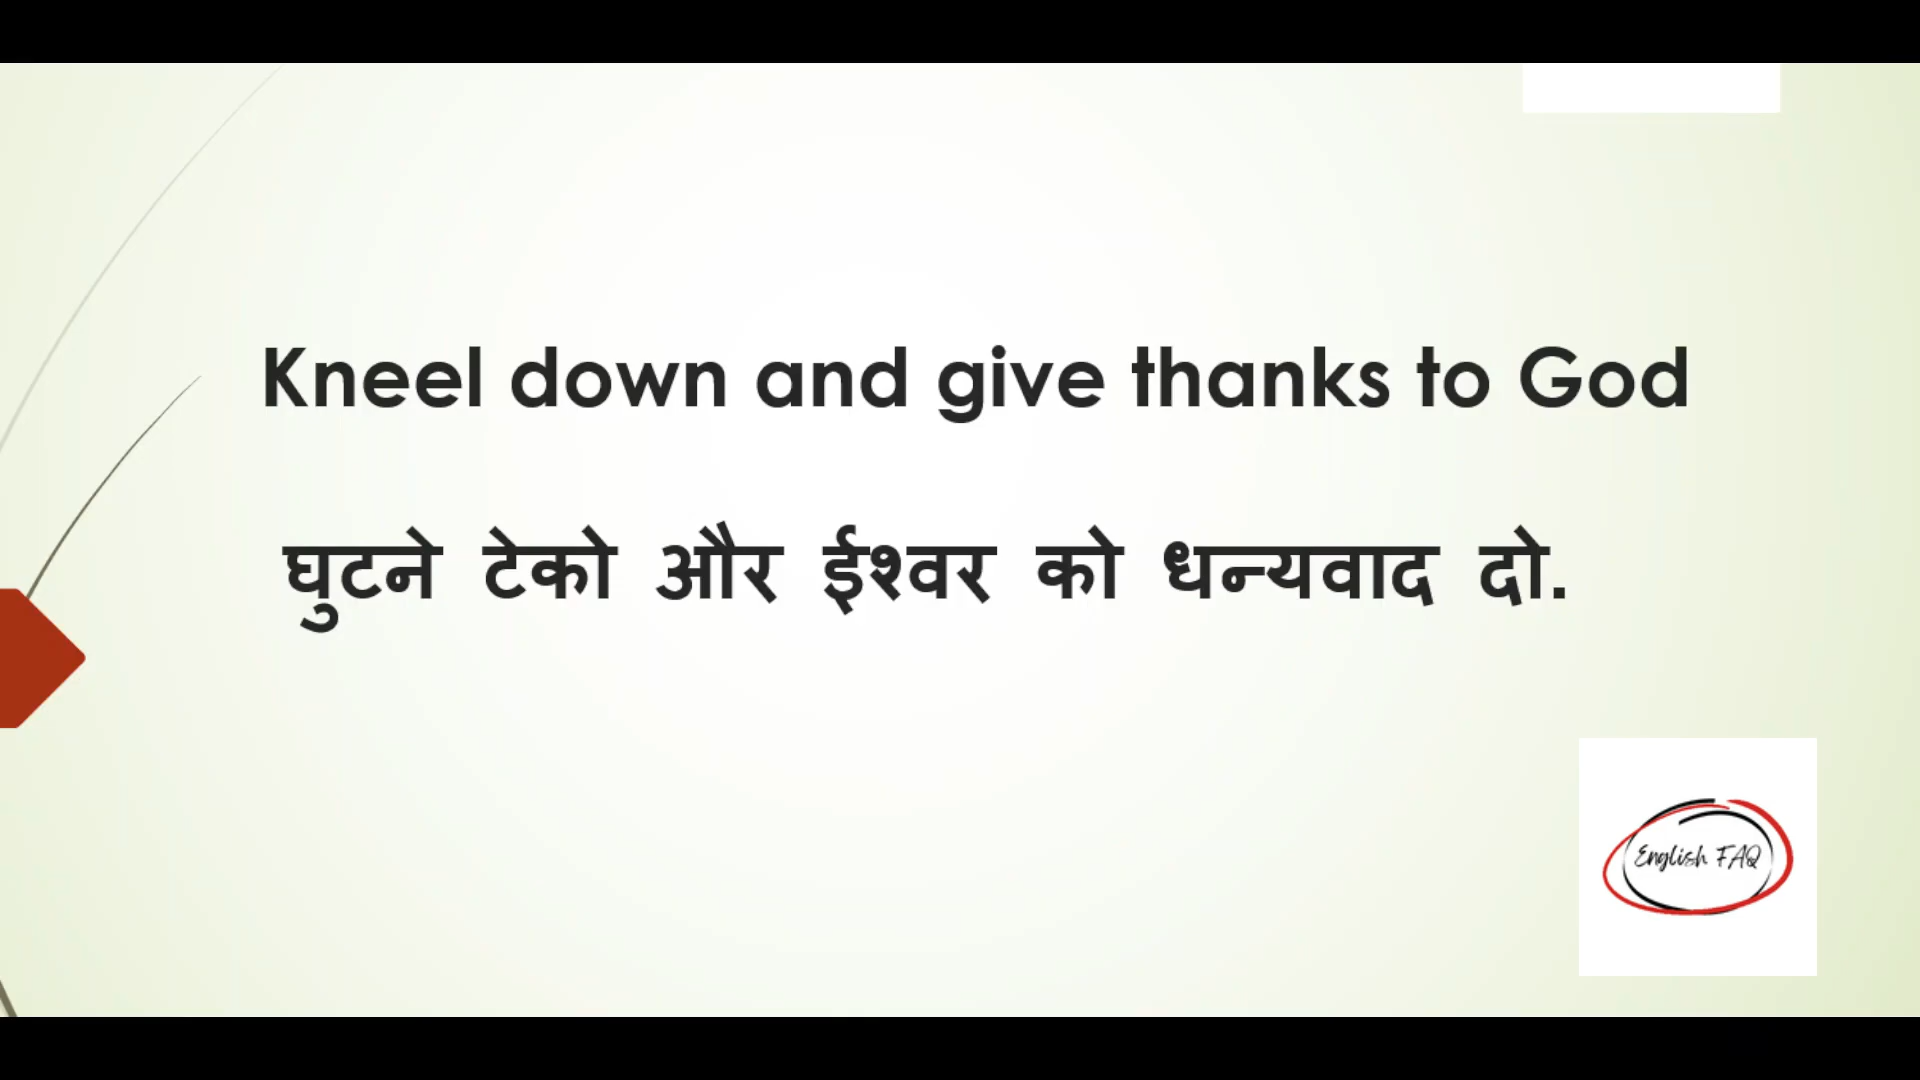 Kneel down and give thanks to God
घुटने टेको और ईश्वर को धन्यवाद दो.
English FAQ